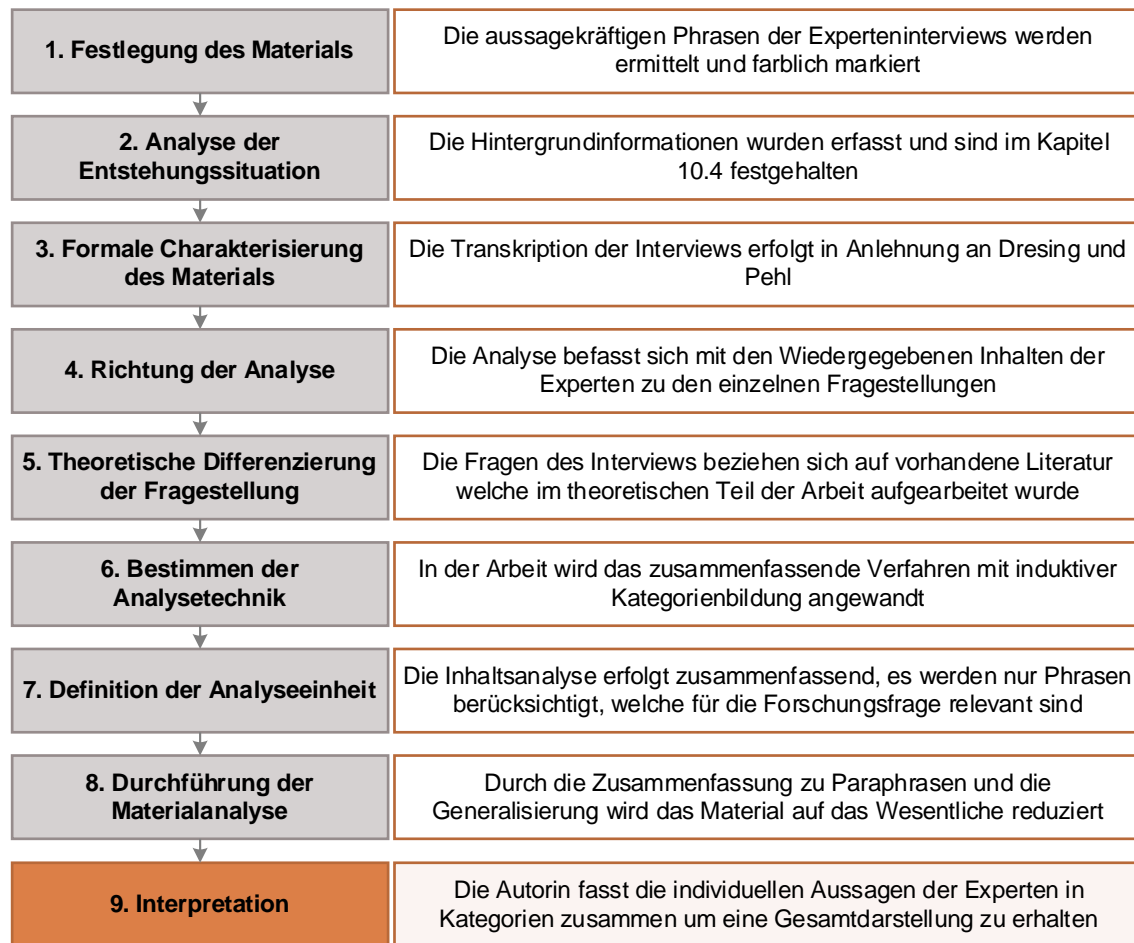 1. Festlegung des Materials
Die aussagekräftigen Phrasen der Experteninterviews werden
ermittelt und farblich markiert
2. Analyse der
Entstehungssituation
Die Hintergrundinformationen wurden erfasst und sind im Kapitel
10.4 festgehalten
3. Formale Charakterisierung
des Materials
Die Transkription der Interviews erfolgt in Anlehnung an Dresing und
Pehl
4. Richtung der Analyse
Die Analyse befasst sich mit den Wiedergegebenen Inhalten der
Experten zu den einzelnen Fragestellungen
5. Theoretische Differenzierung
der Fragestellung
Die Fragen des Interviews beziehen sich auf vorhandene Literatur
welche im theoretischen Teil der Arbeit aufgearbeitet wurde
6. Bestimmen der
Analysetechnik
In der Arbeit wird das zusammenfassende Verfahren mit induktiver
Kategorienbildung angewandt
7. Definition der Analyseeinheit
Die Inhaltsanalyse erfolgt zusammenfassend, es werden nur Phrasen
berücksichtigt, welche für die Forschungsfrage relevant sind
8. Durchführung der
Materialanalyse
Durch die Zusammenfassung zu Paraphrasen und die
Generalisierung wird das Material auf das Wesentliche reduziert
9. Interpretation
Die Autorin fasst die individuellen Aussagen der Experten in
Kategorien zusammen um eine Gesamtdarstellung zu erhalten